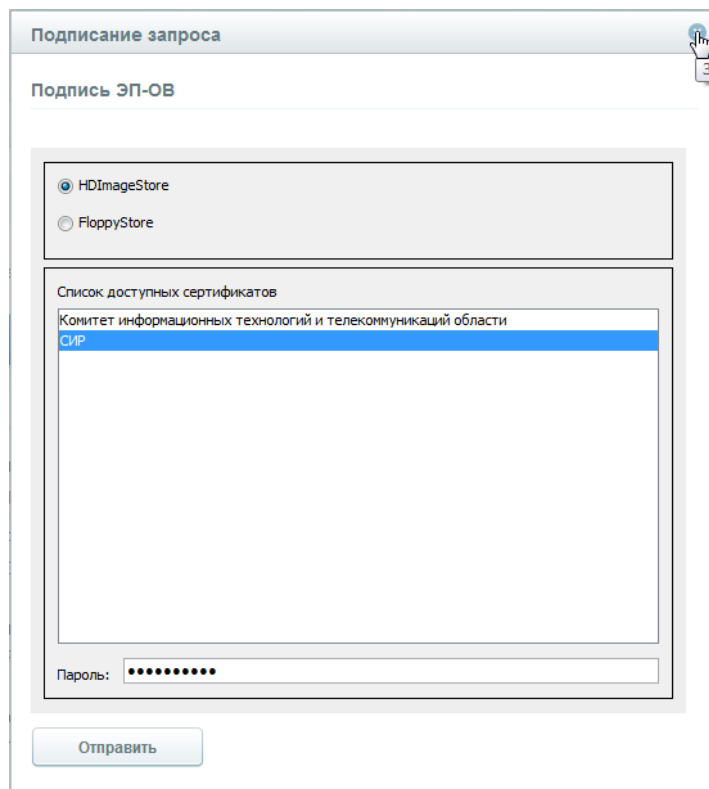 Подписание запроса
Подпись ЭП-ОВ
HDImageStore
FloppyStore
Список доступных сертификатов
Комитет информационных технологий и телекоммуникаций области
СИР
Пароль: ••••••••••
Отправить